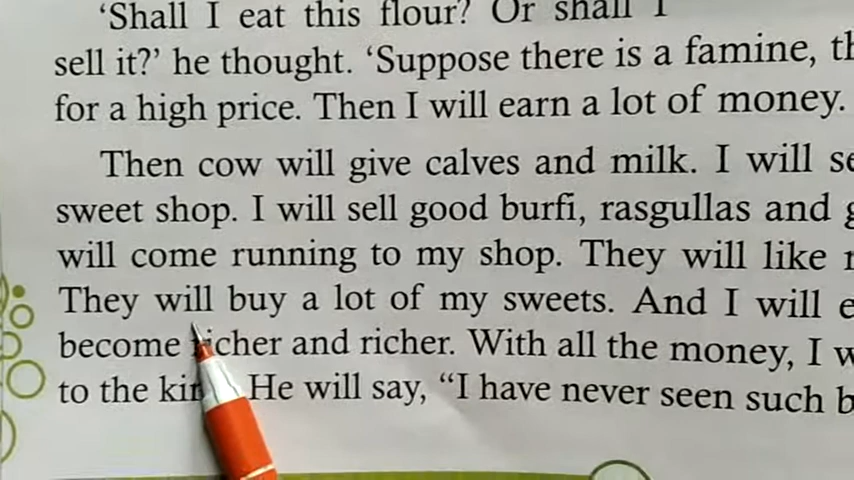 ‘Shall I eat this flour? Or shall I
sell it?’ he thought. ‘Suppose there is a famine,
for a high price. Then I will earn a lot of money.
Then cow will give calves and milk. I will
sweet shop. I will sell good burfi, rasgullas and
will come running to my shop. They will like
They will buy a lot of my sweets. And I will
become richer and richer. With all the money, I
to the He will say, “I have never seen such